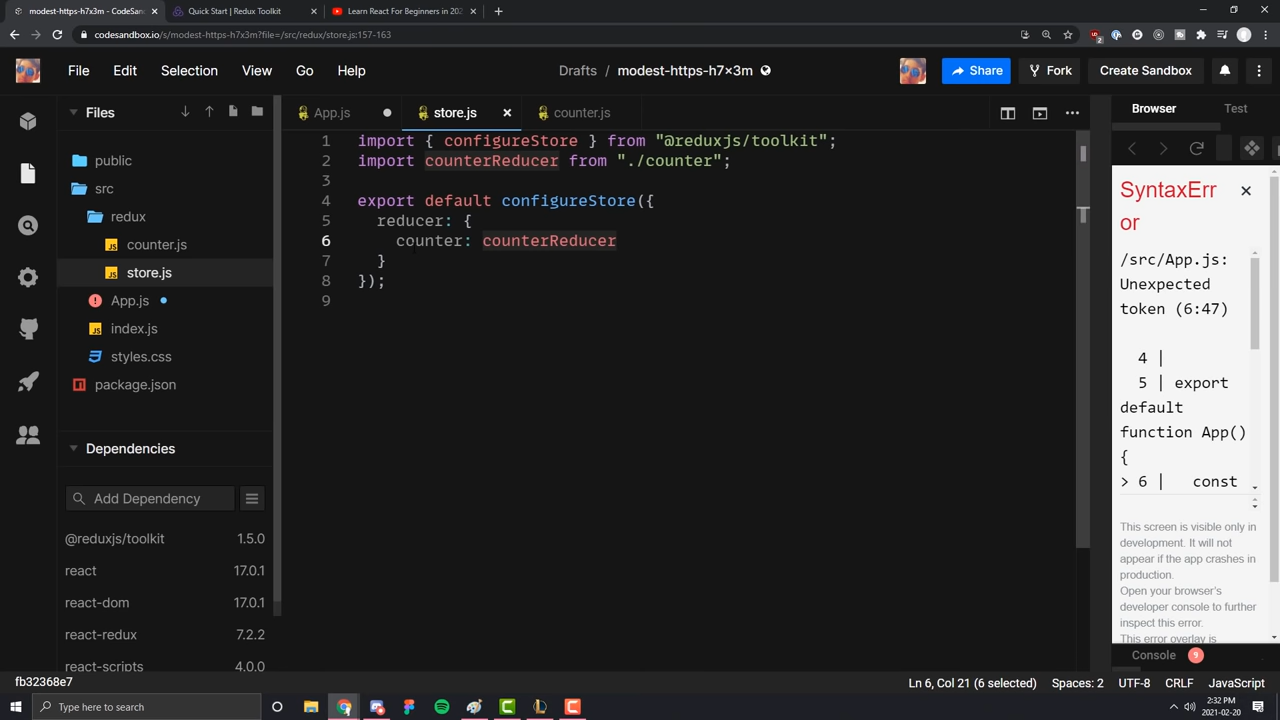 modest-https-h7x3m - CodeSan
Quick Start | Redux Toolkit
Learn React For Beginners in 202
codesandbox.io/s/modest-https-h7x3m?file=/src/redux/store.js:157-163
File Edit Selection View Go Help
Drafts / modest-https-h7x3m
Share
Fork
Create Sandbox
Files
public
src
redux
counter.js
store.js
App.js
index.js
styles.css
package.json
Dependencies
Add Dependency
@reduxjs/toolkit 1.5.0
react 17.0.1
react-dom 17.0.1
react-redux 7.2.2
react-scripts 4.0.0
App.js
store.js
counter.js
1 import { configureStore } from "@reduxjs/toolkit";
2 import counterReducer from "./counter";
3
4 export default configureStore({
5 reducer: {
6 counter: counterReducer
7 }
8 });
9
Browser Test
SyntaxErr
or
/src/App.js:
Unexpected
token (6:47)
4 |
5 | export
default
function App()
{
> 6 | const
This screen is visible only in
development. It will not
appear if the app crashes in
production.
Open your browser's
developer console to further
inspect this error.
This error overlay is
Console 9
fb32368e7
Ln 6, Col 21 (6 selected) Spaces: 2 UTF-8 CRLF JavaScript
Type here to search
2:32 PM
2021-02-20